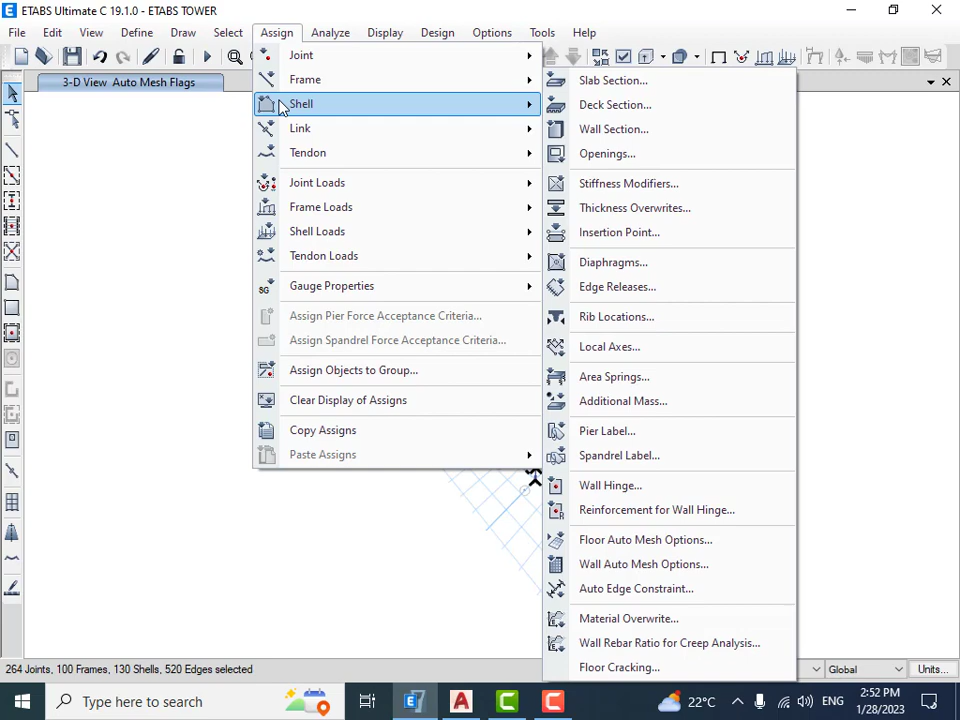 ETABS Ultimate C 19.1.0 - ETABS TOWER
File Edit View Define Draw Select Assign Analyze Display Design Options Tools Help
3-D View Auto Mesh Flags
Joint
Frame
Shell
Link
Tendon
Joint Loads
Frame Loads
Shell Loads
Tendon Loads
SG Gauge Properties
Assign Pier Force Acceptance Criteria...
Assign Spandrel Force Acceptance Criteria...
Assign Objects to Group...
Clear Display of Assigns
Copy Assigns
Paste Assigns
Slab Section...
Deck Section...
Wall Section...
Openings...
Stiffness Modifiers...
Thickness Overwrites...
Insertion Point...
Diaphragms...
Edge Releases...
Rib Locations...
Local Axes...
Area Springs...
Additional Mass...
Pier Label...
Spandrel Label...
Wall Hinge...
Reinforcement for Wall Hinge...
Floor Auto Mesh Options...
Wall Auto Mesh Options...
Auto Edge Constraint...
Material Overwrite...
Wall Rebar Ratio for Creep Analysis...
Floor Cracking...
264 Joints, 100 Frames, 130 Shells, 520 Edges selected
Global
Units...
Type here to search
22°C
ENG
2:52 PM
1/28/2023